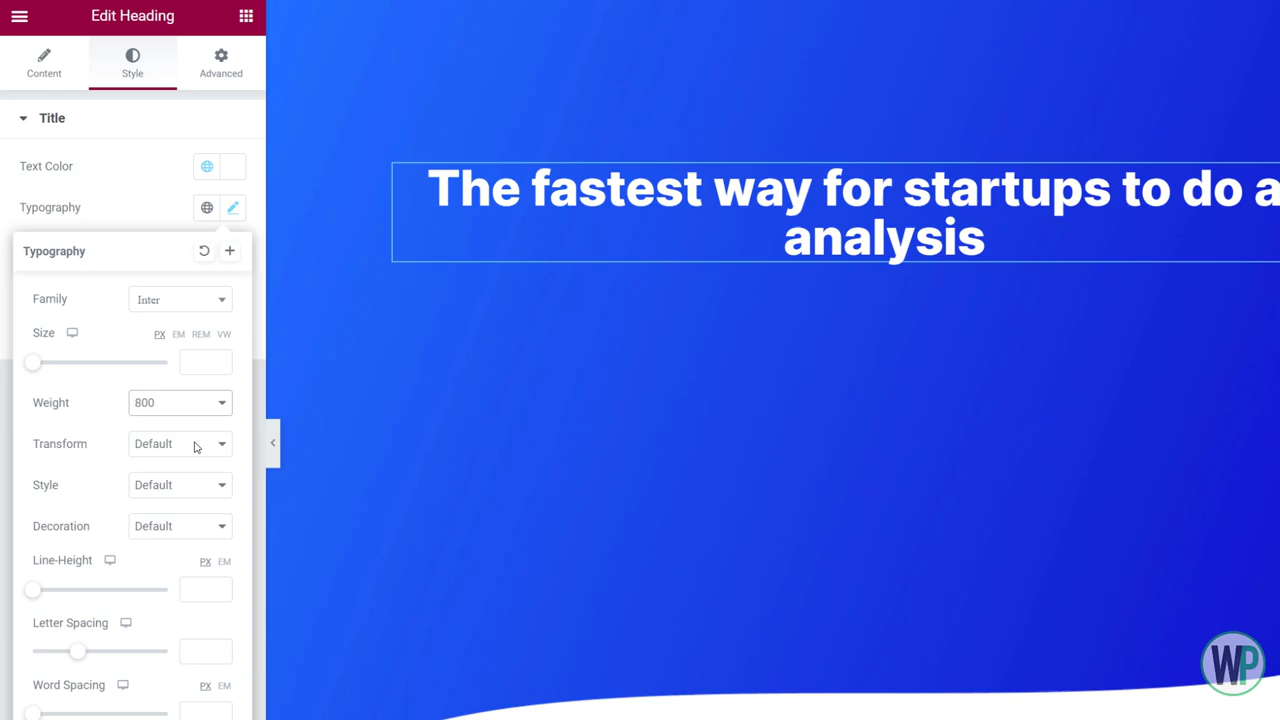 Edit Heading
Content Style Advanced
Title
Text Color
Typography
Typography
Family Inter
Size PX EM REM VW
Weight 800
Transform Default
Style Default
Decoration Default
Line-Height PX EM
Letter Spacing
Word Spacing PX EM
The fastest way for startups to do a
analysis
WP